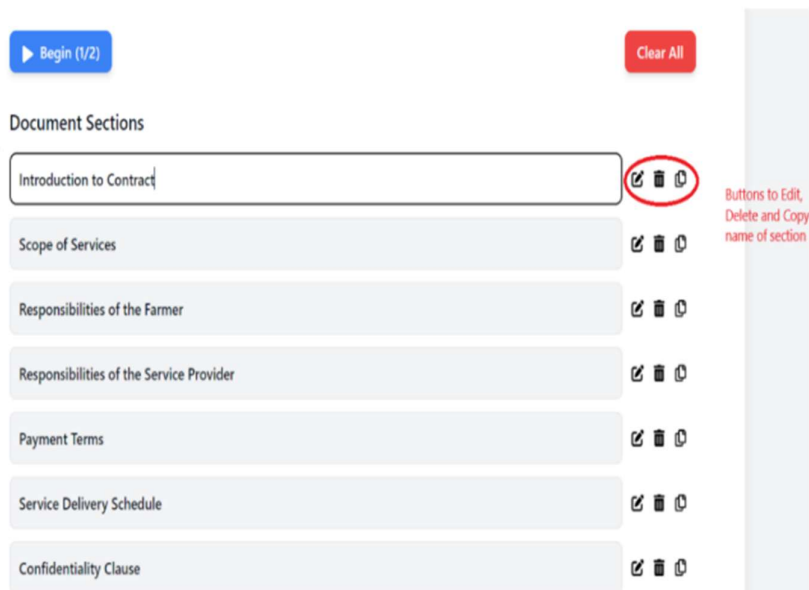 Begin (1/2)
Clear All
Document Sections
Introduction to Contract
Buttons to Edit,
Delete and Copy
name of section
Scope of Services
Responsibilities of the Farmer
Responsibilities of the Service Provider
Payment Terms
Service Delivery Schedule
Confidentiality Clause